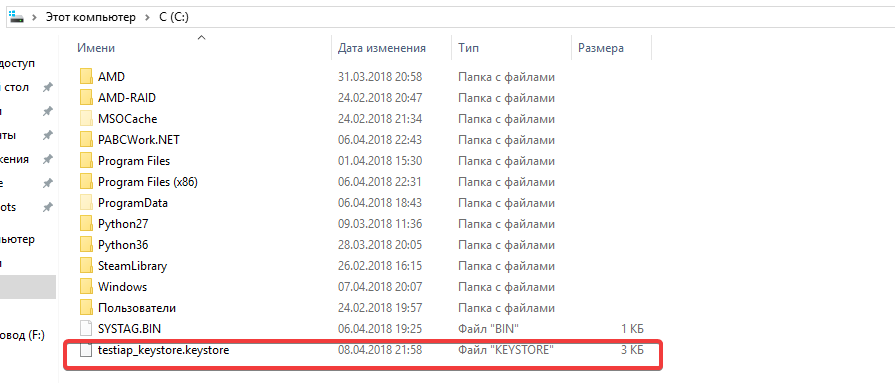 Этот компьютер > C (C:)
Имени Дата изменения Тип Размера
доступ
AMD 31.03.2018 20:58 Папка с файлами
стол AMD-RAID 24.02.2018 20:47 Папка с файлами
MSOCache 24.02.2018 21:34 Папка с файлами
нты PABCWork.NET 06.04.2018 22:43 Папка с файлами
жения Program Files 01.04.2018 15:30 Папка с файлами
e Program Files (x86) 06.04.2018 22:31 Папка с файлами
ots ProgramData 06.04.2018 18:43 Папка с файлами
Python27 09.03.2018 11:36 Папка с файлами
пьютер Python36 28.03.2018 20:05 Папка с файлами
SteamLibrary 26.02.2018 16:15 Папка с файлами
Windows 07.04.2018 20:07 Папка с файлами
Пользователи 24.02.2018 19:57 Папка с файлами
SYSTAG.BIN 06.04.2018 19:25 Файл "BIN" 1 КБ
овод (F:)
testiap_keystore.keystore 08.04.2018 21:58 Файл "KEYSTORE" 3 КБ